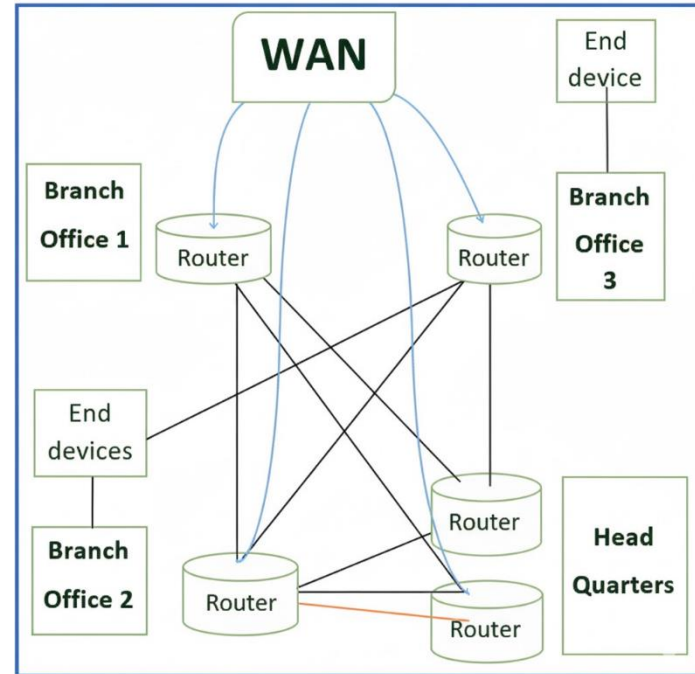 WAN
End
device
Branch
Office 1
Router
Router
Branch
Office
3
End
devices
Router
Head
Quarters
Branch
Office 2
Router
Router